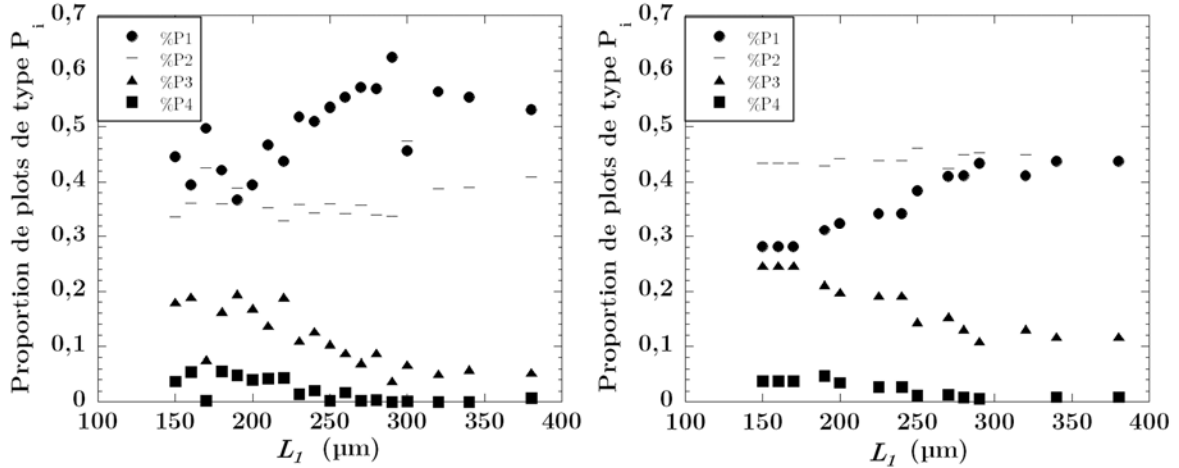 Proportion de plots de type P i
0,7
0,6
0,5
0,4
0,3
0,2
0,1
0
%P1
%P2
%P3
%P4
100 150 200 250 300 350 400
L1 (µm)
Proportion de plots de type P i
0,7
0,6
0,5
0,4
0,3
0,2
0,1
0
%P1
%P2
%P3
%P4
100 150 200 250 300 350 400
L1 (µm)